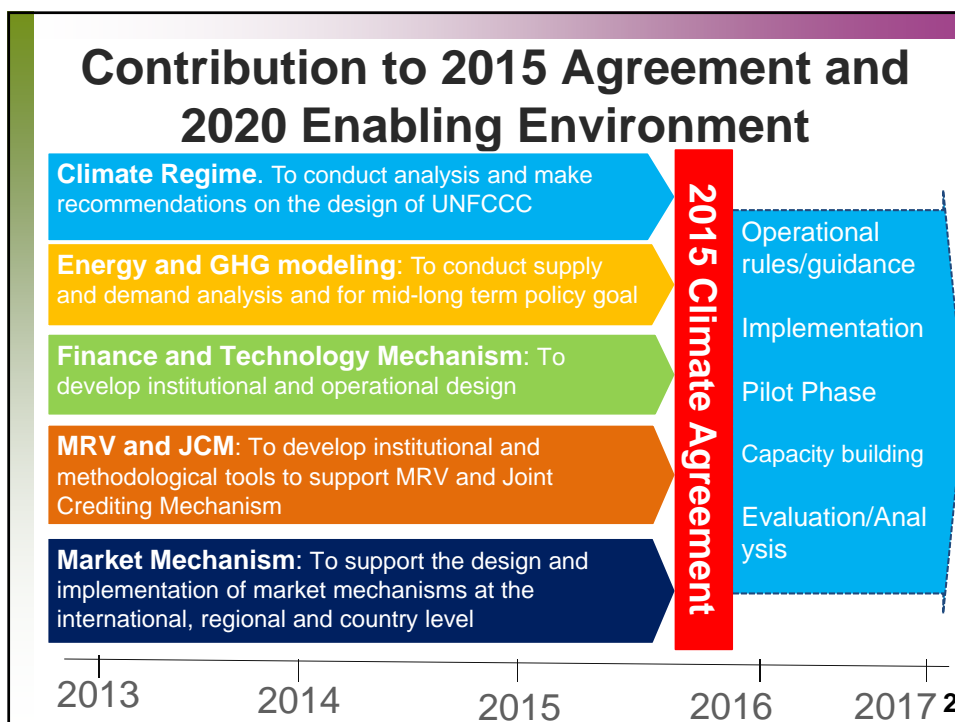 Contribution to 2015 Agreement and
2020 Enabling Environment
Climate Regime. To conduct analysis and make
recommendations on the design of UNFCCC
Energy and GHG modeling: To conduct supply
and demand analysis and for mid-long term policy goal
Finance and Technology Mechanism: To
develop institutional and operational design
MRV and JCM: To develop institutional and
methodological tools to support MRV and Joint
Crediting Mechanism
Market Mechanism: To support the design and
implementation of market mechanisms at the
international, regional and country level
2015 Climate Agreement
Operational
rules/guidance
Implementation
Pilot Phase
Capacity building
Evaluation/Anal
ysis
2013 2014 2015 2016 2017 2